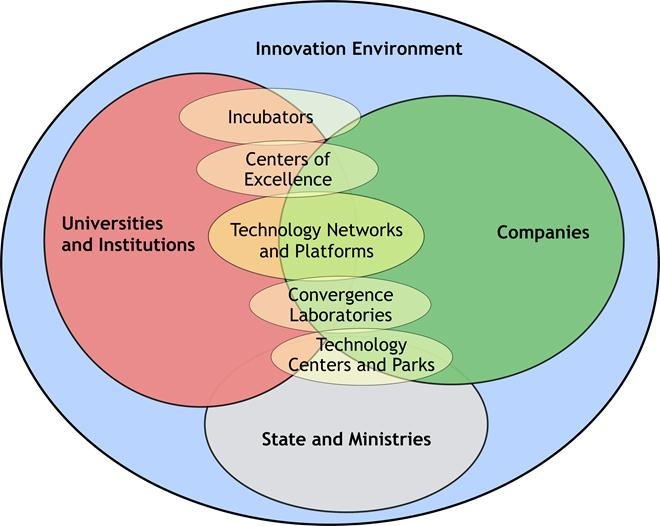 Innovation Environment
Incubators
Centers of
Excellence
Universities
and Institutions
Technology Networks
and Platforms
Companies
Convergence
Laboratories
Technology
Centers and Parks
State and Ministries